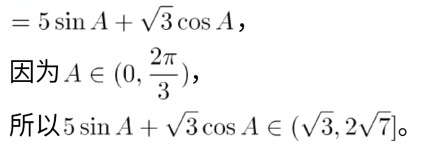 = 5 sin A + √3 cos A，
因为 A ∈ (0, 2π/3)，
所以 5 sin A + √3 cos A ∈ (√3, 2√7]。